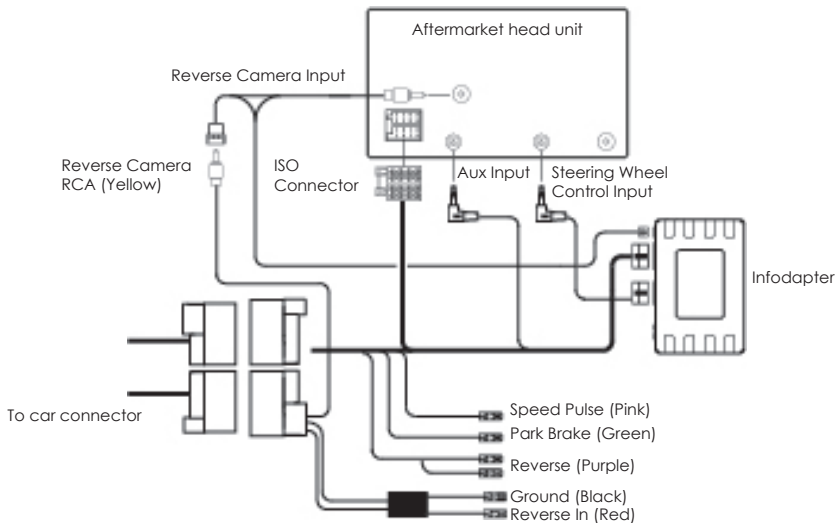 Aftermarket head unit
Reverse Camera Input
Reverse Camera
RCA (Yellow)
ISO
Connector
Aux Input
Steering Wheel
Control Input
Infodapter
To car connector
Speed Pulse (Pink)
Park Brake (Green)
Reverse (Purple)
Ground (Black)
Reverse In (Red)